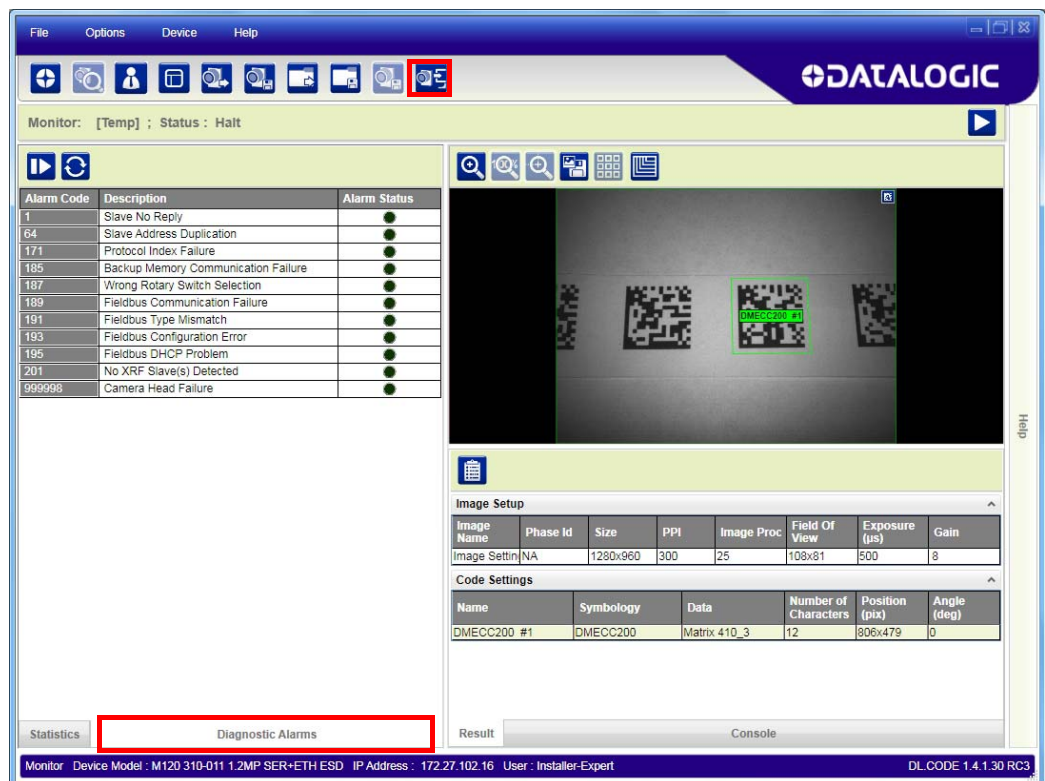 File Options Device Help
DATALOGIC
Monitor: [Temp] ; Status : Halt
100%
Alarm Code Description Alarm Status
1 Slave No Reply
64 Slave Address Duplication
171 Protocol Index Failure
185 Backup Memory Communication Failure
187 Wrong Rotary Switch Selection
189 Fieldbus Communication Failure
191 Fieldbus Type Mismatch
193 Fieldbus Configuration Error
195 Fieldbus DHCP Problem
201 No XRF Slave(s) Detected
999998 Camera Head Failure
DMECC200 #1
Help
Image Setup
Image Name Phase Id Size PPI Image Proc Field Of View Exposure (µs) Gain
Image Settin NA 1280x960 300 25 108x81 500 8
Code Settings
Name Symbology Data Number of Characters Position (pix) Angle (deg)
DMECC200 #1 DMECC200 Matrix 410_3 12 806x479 0
Statistics Diagnostic Alarms Result Console
Monitor Device Model : M120 310-011 1.2MP SER+ETH ESD IP Address : 172.27.102.16 User : Installer-Expert DL.CODE 1.4.1.30 RC3